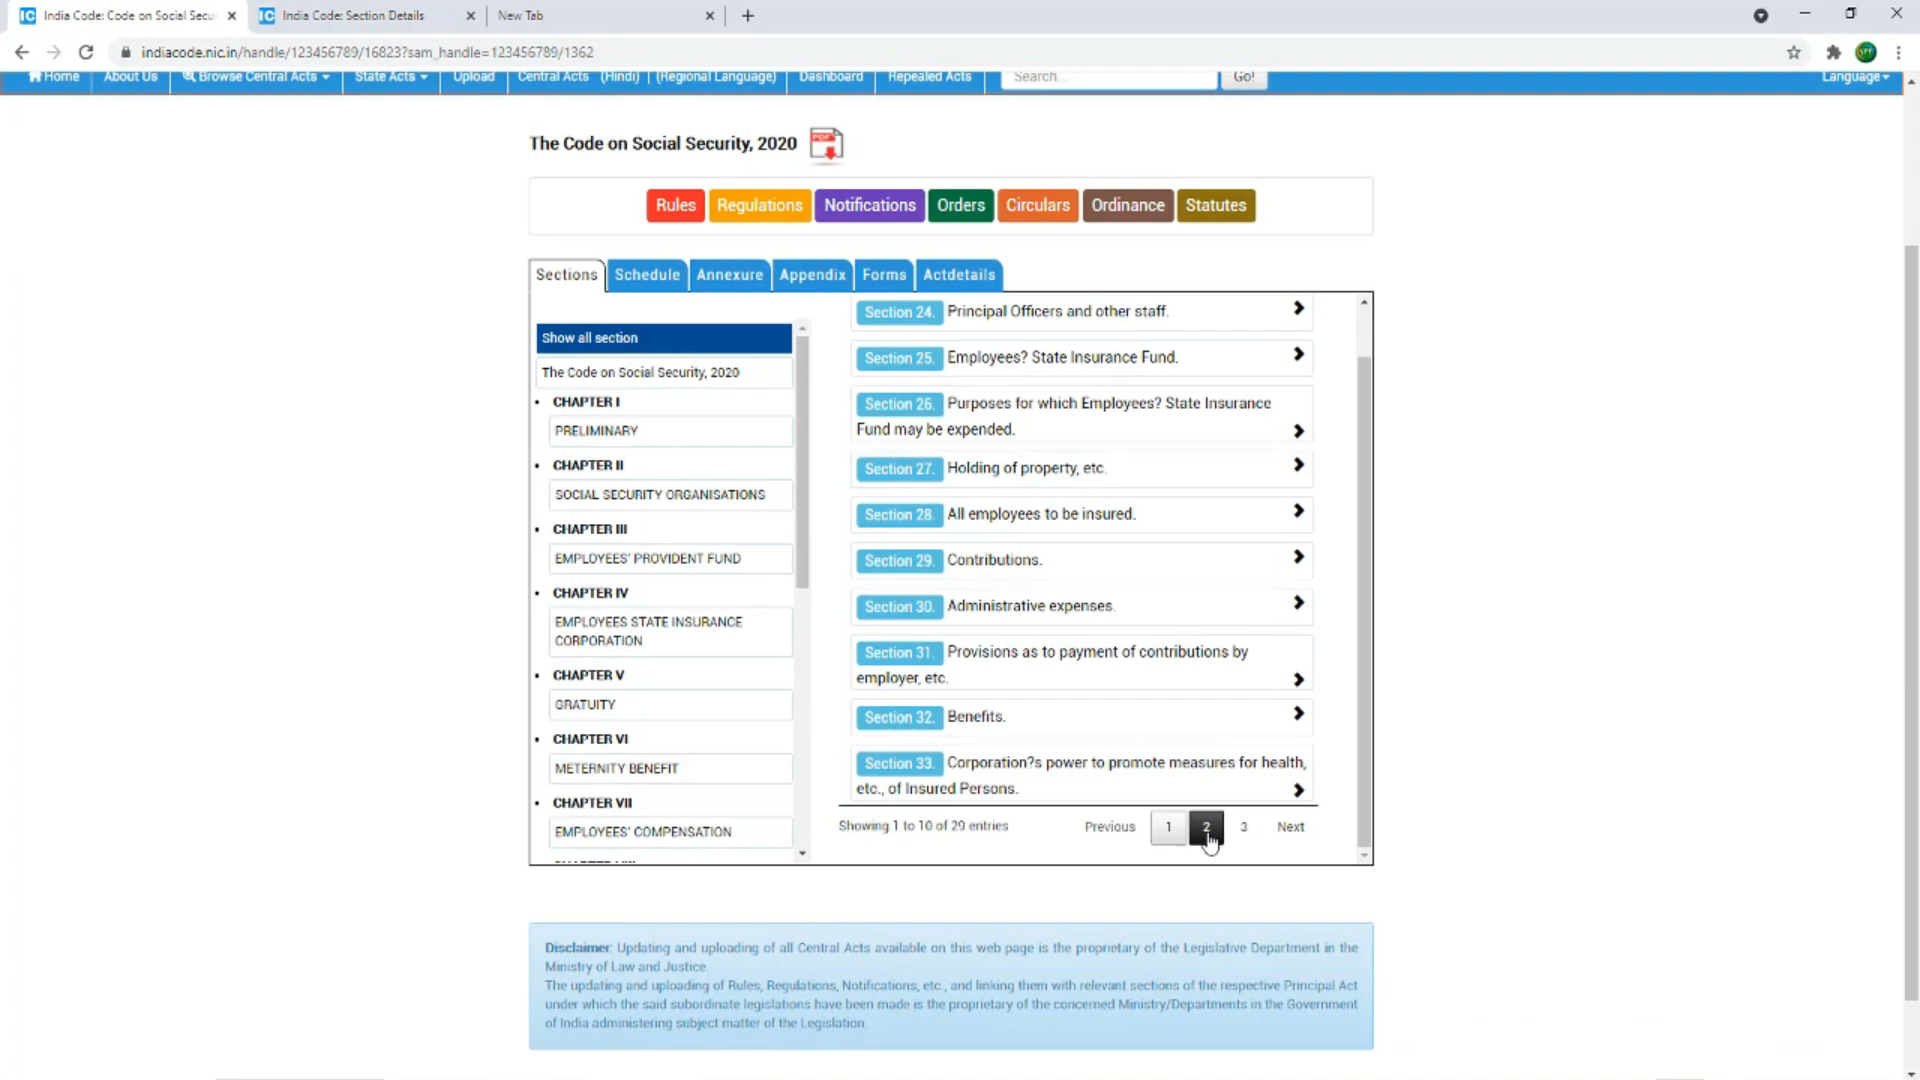 India Code: Code on Social Secu
India Code: Section Details
New Tab
indiacode.nic.in/handle/123456789/16823?sam_handle=123456789/1362
Home
About Us
Browse Central Acts
State Acts
Upload
Central Acts (Hindi) | (Regional Language)
Dashboard
Repealed Acts
Search...
Go!
Language
The Code on Social Security, 2020
PDF
Rules
Regulations
Notifications
Orders
Circulars
Ordinance
Statutes
Sections
Schedule
Annexure
Appendix
Forms
Actdetails
Show all section
The Code on Social Security, 2020
• CHAPTER I
PRELIMINARY
• CHAPTER II
SOCIAL SECURITY ORGANISATIONS
• CHAPTER III
EMPLOYEES' PROVIDENT FUND
• CHAPTER IV
EMPLOYEES STATE INSURANCE
CORPORATION
• CHAPTER V
GRATUITY
• CHAPTER VI
METERNITY BENEFIT
• CHAPTER VII
EMPLOYEES' COMPENSATION
Section 24. Principal Officers and other staff.
Section 25. Employees? State Insurance Fund.
Section 26. Purposes for which Employees? State Insurance
Fund may be expended.
Section 27. Holding of property, etc.
Section 28. All employees to be insured.
Section 29. Contributions.
Section 30. Administrative expenses.
Section 31. Provisions as to payment of contributions by
employer, etc.
Section 32. Benefits.
Section 33. Corporation?s power to promote measures for health,
etc., of Insured Persons.
Showing 1 to 10 of 29 entries
Previous 1 2 3 Next
Disclaimer: Updating and uploading of all Central Acts available on this web page is the proprietary of the Legislative Department in the
Ministry of Law and Justice.
The updating and uploading of Rules, Regulations, Notifications, etc., and linking them with relevant sections of the respective Principal Act
under which the said subordinate legislations have been made is the proprietary of the concerned Ministry/Departments in the Government
of India administering subject matter of the Legislation.